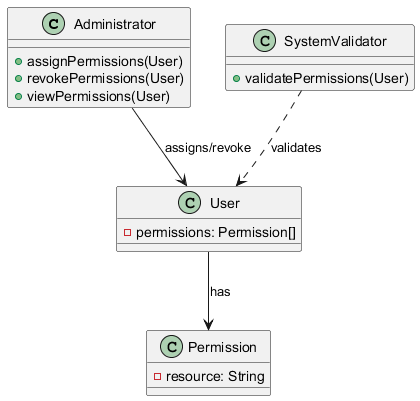 C Administrator
assignPermissions(User)
revokePermissions(User)
viewPermissions(User)
C SystemValidator
validatePermissions(User)
assigns/revoke
validates
C User
permissions: Permission[]
has
C Permission
resource: String